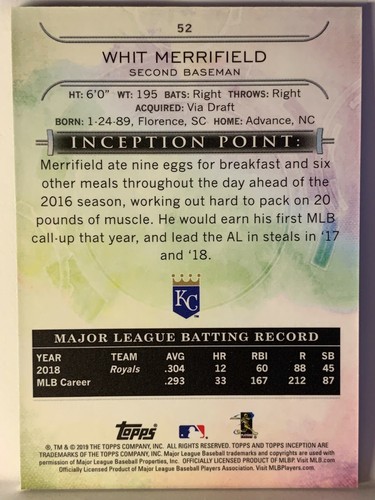 52
WHIT MERRIFIELD
SECOND BASEMAN
HT: 6'0" WT: 195 BATS: Right THROWS: Right
ACQUIRED: Via Draft
BORN: 1-24-89, Florence, SC HOME: Advance, NC
INCEPTION POINT:
Merrifield ate nine eggs for breakfast and six
other meals throughout the day ahead of the
2016 season, working out hard to pack on 20
pounds of muscle. He would earn his first MLB
call-up that year, and lead the AL in steals in '17
and '18.
KC
MAJOR LEAGUE BATTING RECORD
YEAR TEAM AVG HR RBI R SB
2018 Royals .304 12 60 88 45
MLB Career .293 33 167 212 87
Topps
®, TM & © 2019 THE TOPPS COMPANY, INC. ALL RIGHTS RESERVED. TOPPS AND TOPPS INCEPTION ARE
TRADEMARKS OF THE TOPPS COMPANY, INC. Major League Baseball trademarks and copyrights are used with
permission of Major League Baseball Properties, Inc. OFFICIALLY LICENSED PRODUCT OF MLBP. Visit MLB.com
Officially Licensed Product of Major League Baseball Players Association. Visit MLBPlayers.com.